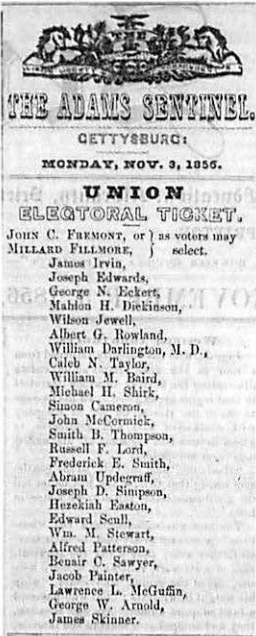 THE ADAMS SENTINEL.
GETTYSBURG:
MONDAY, NOV. 3, 1856.
UNION
ELECTORAL TICKET.
JOHN C. FREMONT, or } as voters may
MILLARD FILLMORE, } select.
James Irvin,
Joseph Edwards,
George N. Eckert,
Mahlon H. Dickinson,
Wilson Jewell,
Albert G. Rowland,
William Darlington, M. D.,
Caleb N. Taylor,
William M. Baird,
Michael H. Shirk,
Simon Cameron,
John McCormick,
Smith B. Thompson,
Russell F. Lord,
Frederick E. Smith,
Abram Updegraff,
Joseph D. Simpson,
Hezekiah Easton,
Edward Scull,
Wm. M. Stewart,
Alfred Patterson,
Benair C. Sawyer,
Jacob Painter,
Lawrence L. McGuffin,
George W. Arnold,
James Skinner.